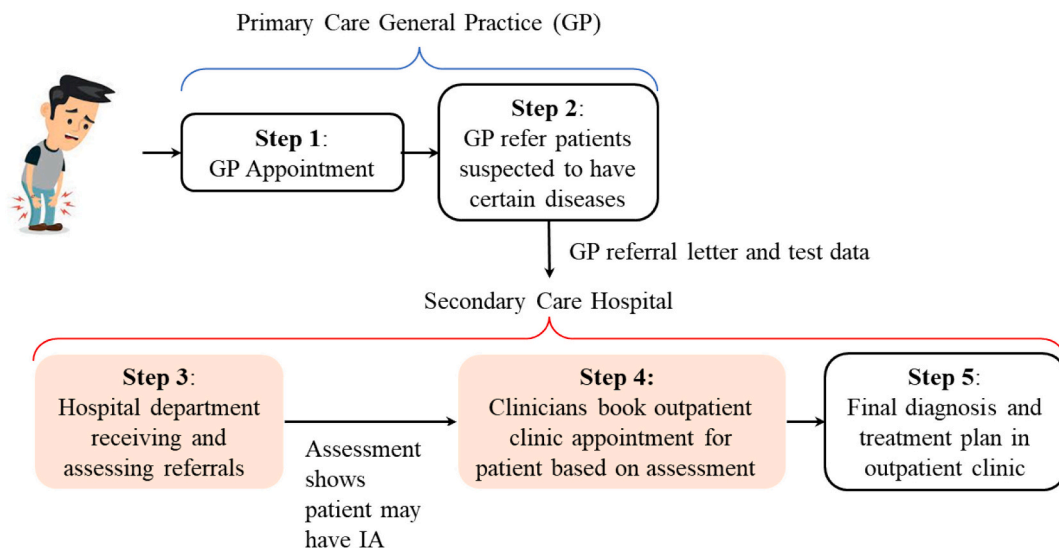 Primary Care General Practice (GP)
Step 1:
GP Appointment
Step 2:
GP refer patients
suspected to have
certain diseases
GP referral letter and test data
Secondary Care Hospital
Step 3:
Hospital department
receiving and
assessing referrals
Assessment
shows
patient may
have IA
Step 4:
Clinicians book outpatient
clinic appointment for
patient based on assessment
Step 5:
Final diagnosis and
treatment plan in
outpatient clinic